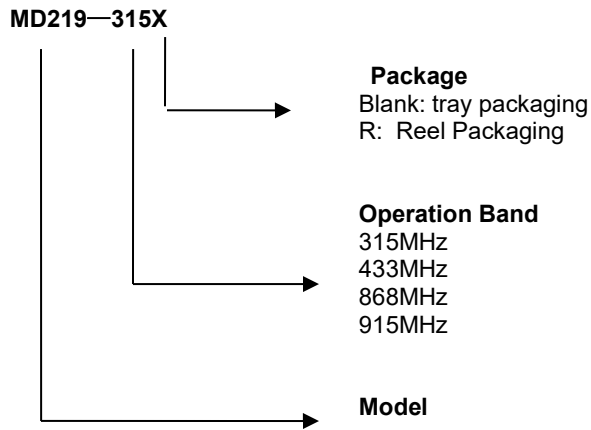 MD219—315X
Package
Blank: tray packaging
R: Reel Packaging
Operation Band
315MHz
433MHz
868MHz
915MHz
Model